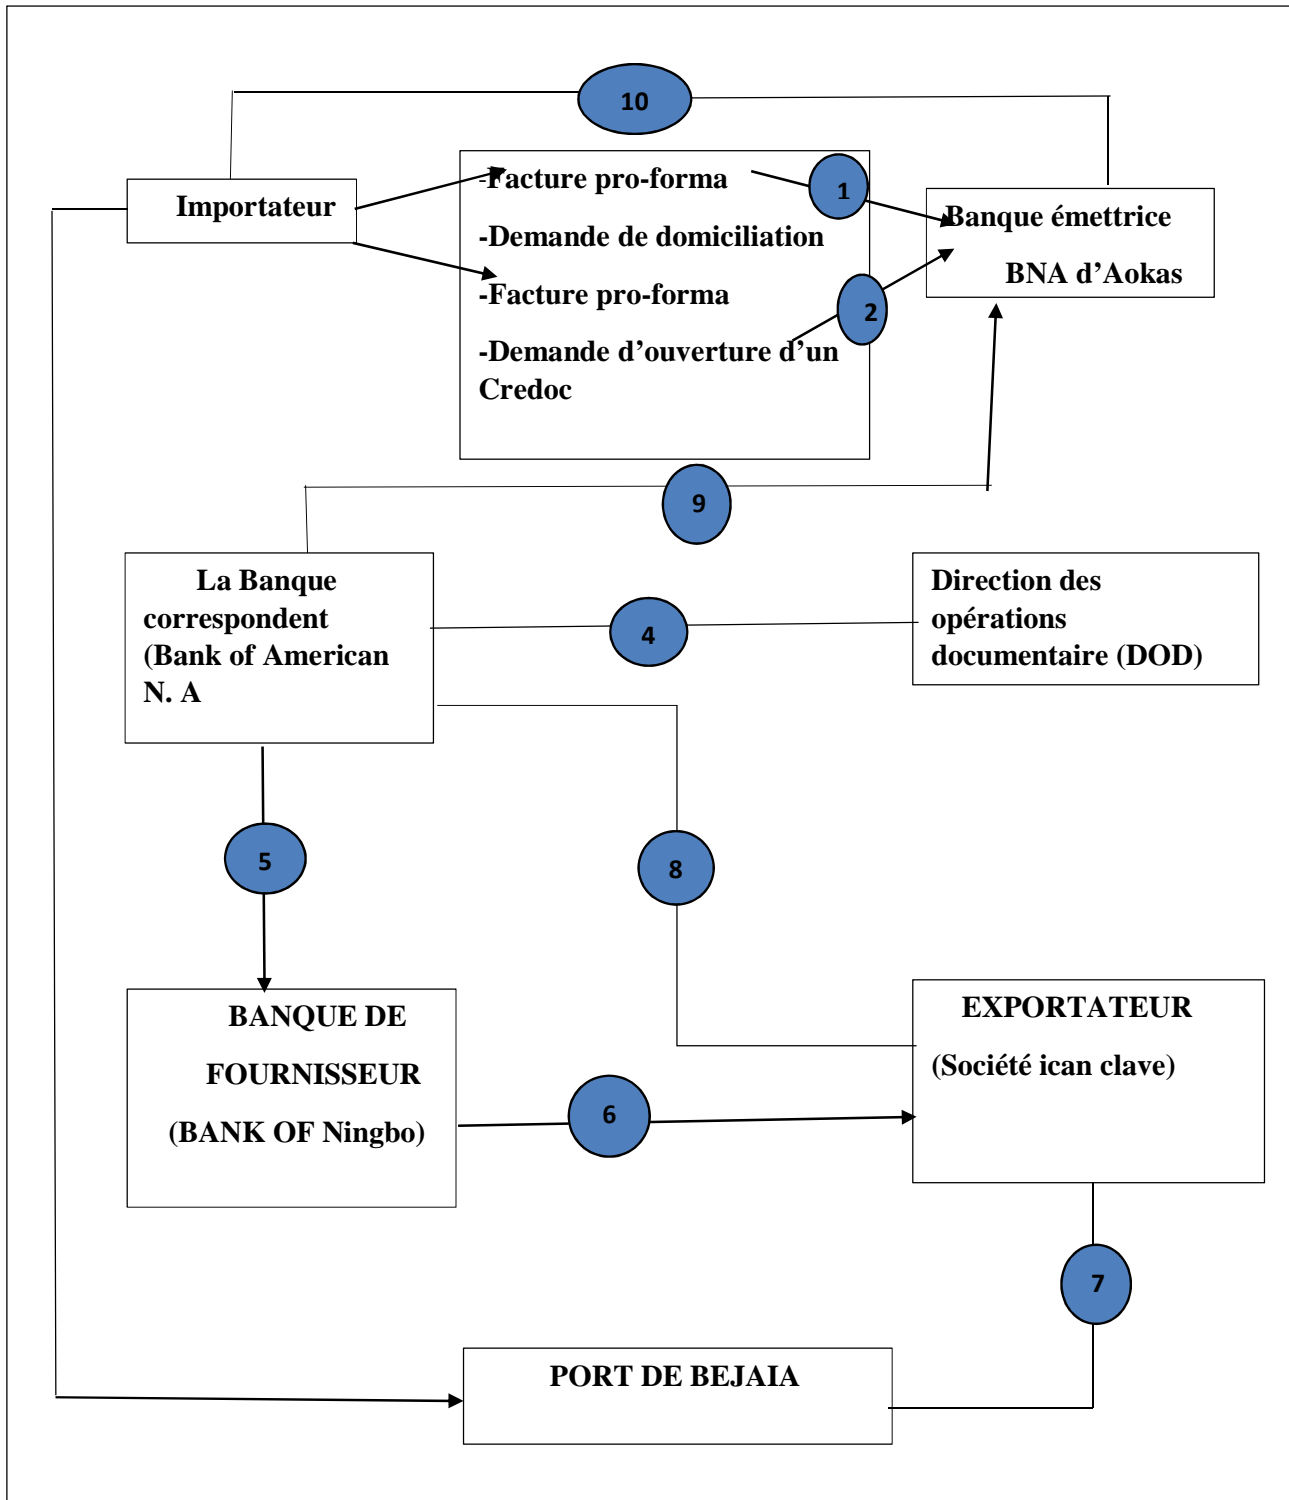 10
-Facture pro-forma
1
Importateur
-Demande de domiciliation
Banque émettrice
BNA d’Aokas
-Facture pro-forma
2
-Demande d’ouverture d’un
Credoc
9
La Banque
correspondent
(Bank of American
N. A
4
Direction des
opérations
documentaire (DOD)
5
8
BANQUE DE
FOURNISSEUR
(BANK OF Ningbo)
6
EXPORTATEUR
(Société ican clave)
7
PORT DE BEJAIA